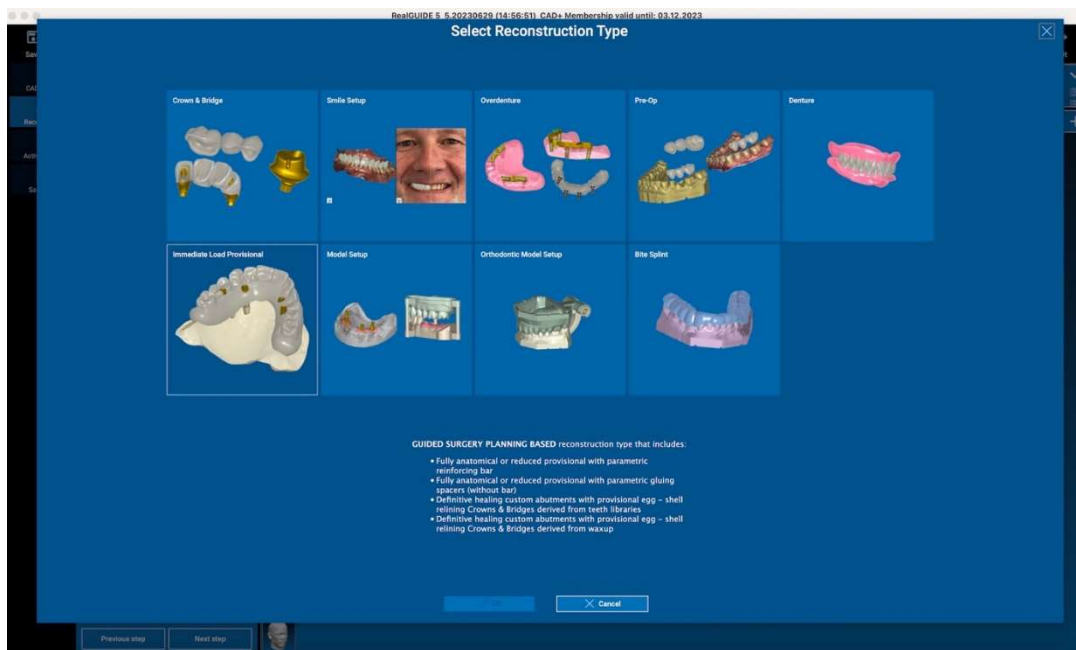 RealGUIDE 5 5.20230629 (14:56:51) CAD+ Membership valid until: 03.12.2023
Select Reconstruction Type
Crown & Bridge
Smile Setup
Overdenture
Pre-Op
Denture
Immediate Load Provisional
Model Setup
Orthodontic Model Setup
Bite Splint
GUIDED SURGERY PLANNING BASED reconstruction type that includes:
• Fully anatomical or reduced provisional with parametric
reinforcing bar
• Fully anatomical or reduced provisional with parametric gluing
spacers (without bar)
• Definitive healing custom abutments with provisional egg - shell
relining Crowns & Bridges derived from teeth libraries
• Definitive healing custom abutments with provisional egg - shell
relining Crowns & Bridges derived from waxup
Cancel
Previous step
Next step